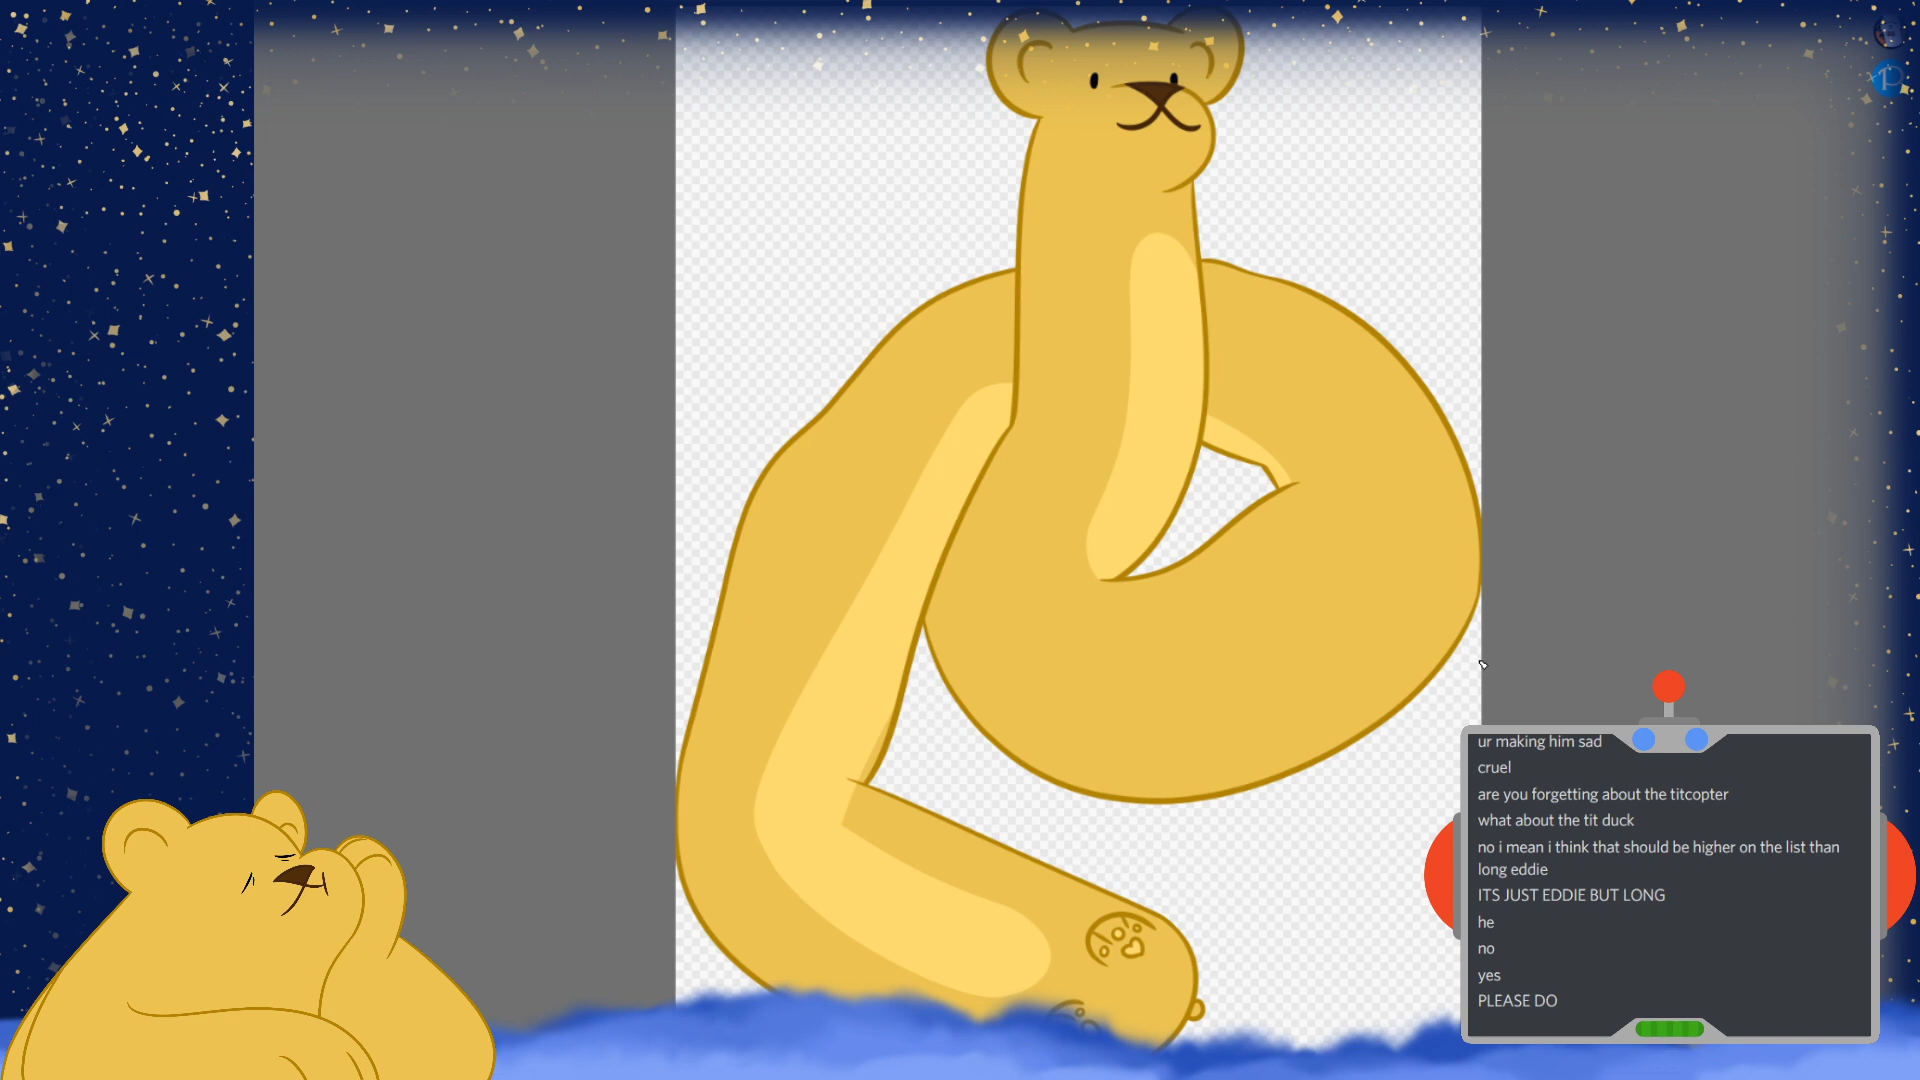 ur making him sad
cruel
are you forgetting about the titcopter
what about the tit duck
no i mean i think that should be higher on the list than
long eddie
ITS JUST EDDIE BUT LONG
he
no
yes
PLEASE DO